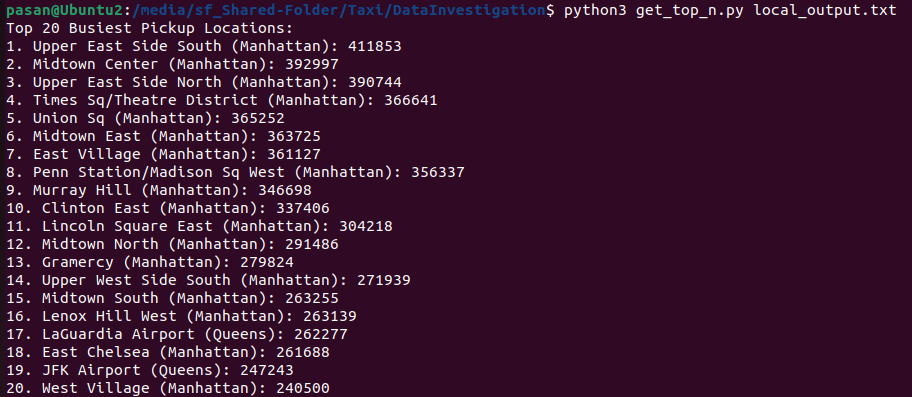 pasan@Ubuntu2:/media/sf_Shared-Folder/Taxi/DataInvestigation$ python3 get_top_n.py local_output.txt
Top 20 Busiest Pickup Locations:
1. Upper East Side South (Manhattan): 411853
2. Midtown Center (Manhattan): 392997
3. Upper East Side North (Manhattan): 390744
4. Times Sq/Theatre District (Manhattan): 366641
5. Union Sq (Manhattan): 365252
6. Midtown East (Manhattan): 363725
7. East Village (Manhattan): 361127
8. Penn Station/Madison Sq West (Manhattan): 356337
9. Murray Hill (Manhattan): 346698
10. Clinton East (Manhattan): 337406
11. Lincoln Square East (Manhattan): 304218
12. Midtown North (Manhattan): 291486
13. Gramercy (Manhattan): 279824
14. Upper West Side South (Manhattan): 271939
15. Midtown South (Manhattan): 263255
16. Lenox Hill West (Manhattan): 263139
17. LaGuardia Airport (Queens): 262277
18. East Chelsea (Manhattan): 261688
19. JFK Airport (Queens): 247243
20. West Village (Manhattan): 240500